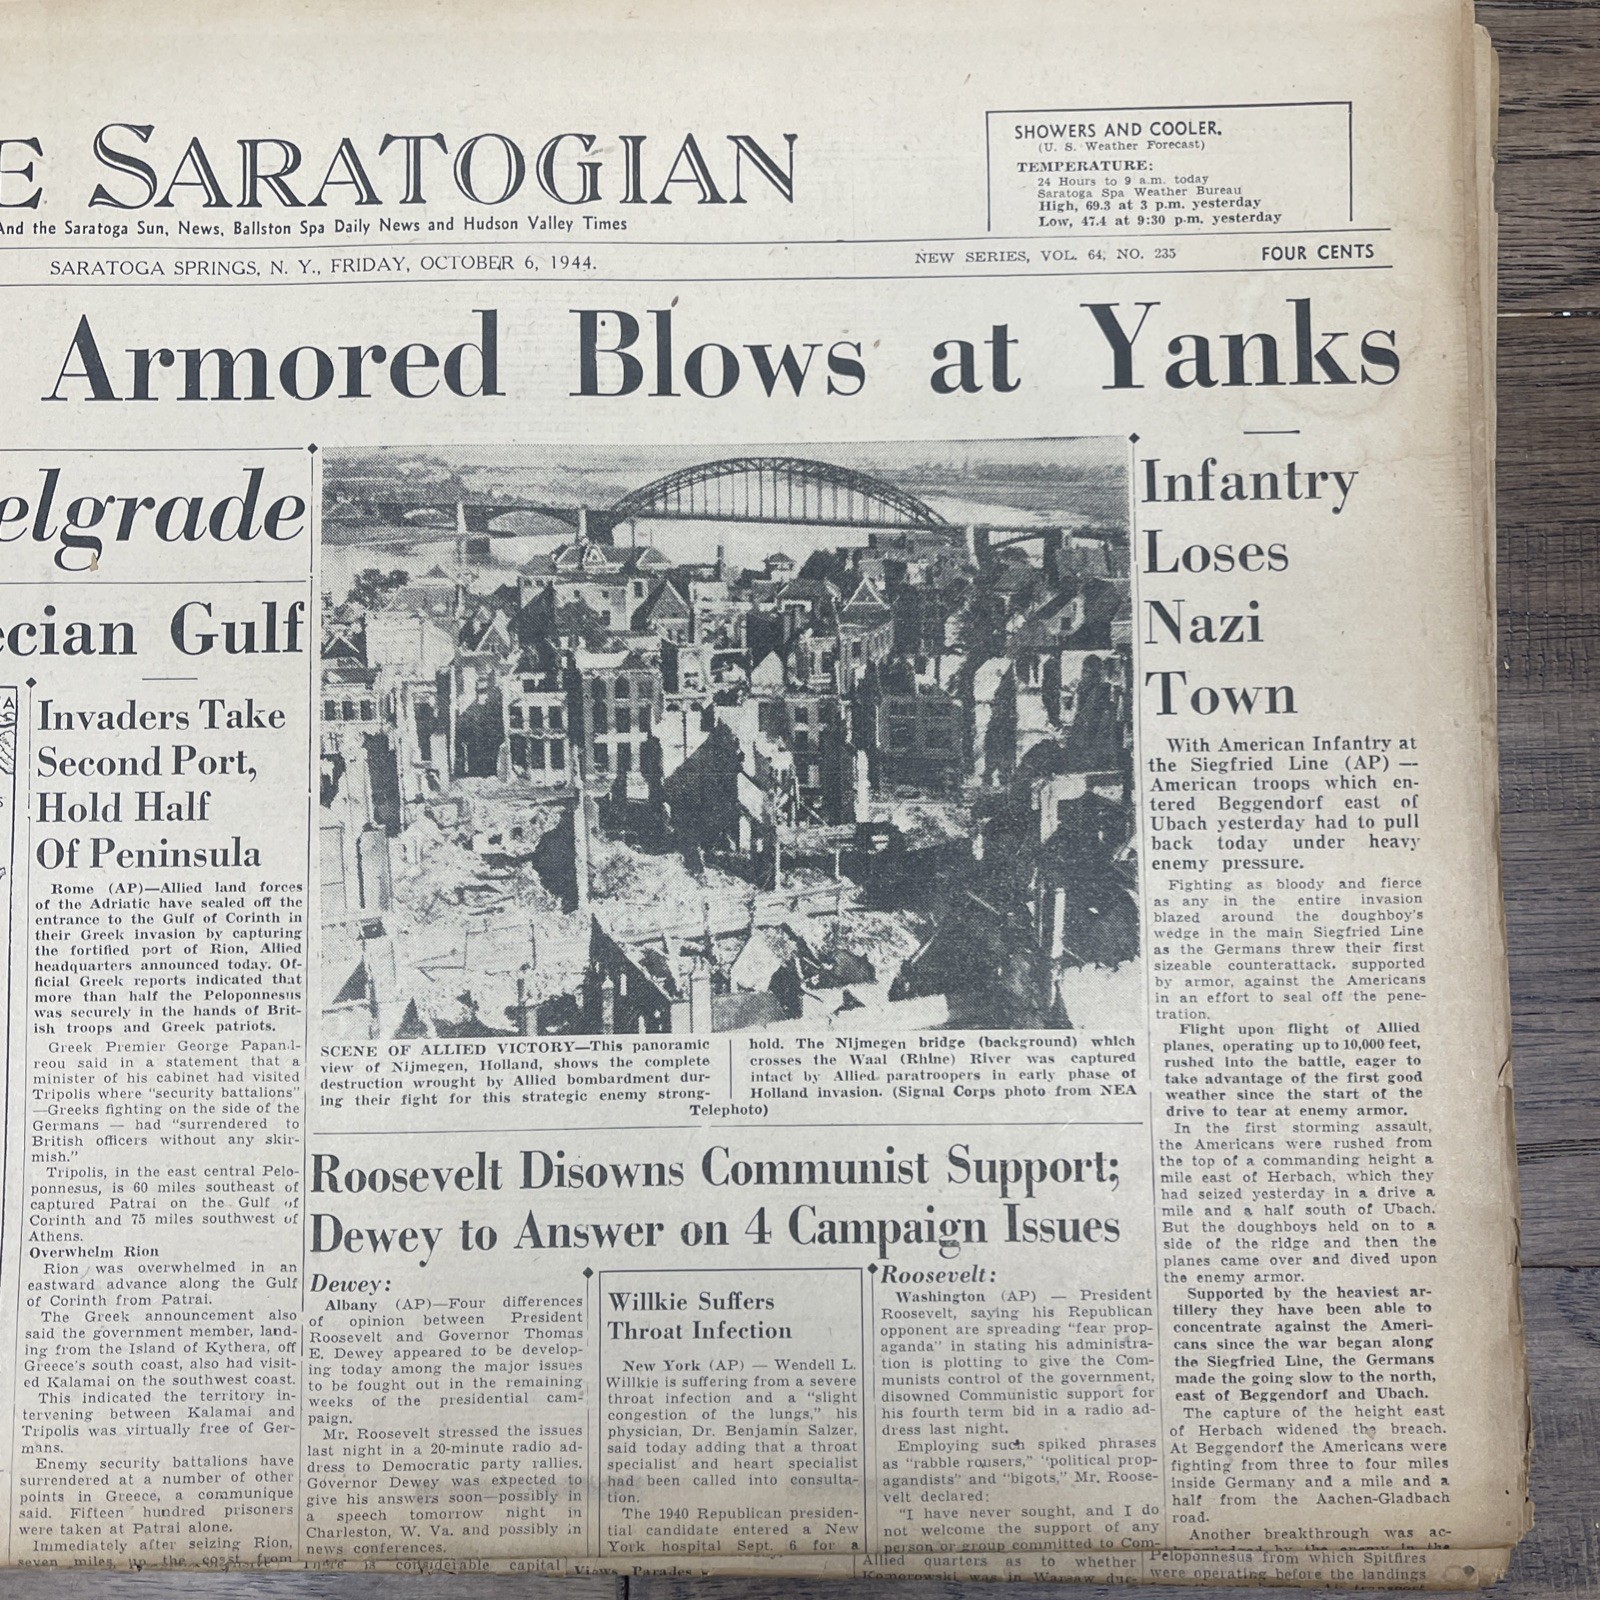 E SARATOGIAN
And the Saratoga Sun, News, Ballston Spa Daily News and Hudson Valley Times
SHOWERS AND COOLER.
(U. S. Weather Forecast)
TEMPERATURE:
24 Hours to 9 a.m. today
Saratoga Spa Weather Bureau
High, 69.3 at 3 p.m. yesterday
Low, 47.4 at 9:30 p.m. yesterday
SARATOGA SPRINGS, N. Y., FRIDAY, OCTOBER 6, 1944.
NEW SERIES, VOL. 64, NO. 235
FOUR CENTS
Armored Blows at Yanks
elgrade
ecian Gulf
Invaders Take
Second Port,
Hold Half
Of Peninsula
Rome (AP)—Allied land forces
of the Adriatic have sealed off the
entrance to the Gulf of Corinth in
their Greek invasion by capturing
the fortified port of Rion, Allied
headquarters announced today. Of-
ficial Greek reports indicated that
more than half the Peloponnesus
was securely in the hands of Brit-
ish troops and Greek patriots.
Greek Premier George Papand-
reou said in a statement that a
minister of his cabinet had visited
Tripolis where "security battalions"
—Greeks fighting on the side of the
Germans — had "surrendered to
British officers without any skir-
mish."
Tripolis, in the east central Pelo-
ponnesus, is 60 miles southeast of
captured Patrai on the Gulf of
Corinth and 75 miles southwest of
Athens.
Overwhelm Rion
Rion was overwhelmed in an
eastward advance along the Gulf
of Corinth from Patrai.
The Greek announcement also
said the government member, land-
ing from the Island of Kythera, off
Greece's south coast, also had visit-
ed Kalamai on the southwest coast.
This indicated the territory in-
tervening between Kalamai and
Tripolis was virtually free of Ger-
mans.
Enemy security battalions have
surrendered at a number of other
points in Greece, a communique
said. Fifteen hundred prisoners
were taken at Patrai alone.
Immediately after seizing Rion,
seven miles, up the coast from
SCENE OF ALLIED VICTORY—This panoramic
view of Nijmegen, Holland, shows the complete
destruction wrought by Allied bombardment dur-
ing their fight for this strategic enemy strong-
hold. The Nijmegen bridge (background) which
crosses the Waal (Rhine) River was captured
intact by Allied paratroopers in early phase of
Holland invasion. (Signal Corps photo from NEA
Telephoto)
Roosevelt Disowns Communist Support;
Dewey to Answer on 4 Campaign Issues
Dewey:
Albany (AP)—Four differences
of opinion between President
Roosevelt and Governor Thomas
E. Dewey appeared to be develop-
ing today among the major issues
to be fought out in the remaining
weeks of the presidential cam-
paign.
Mr. Roosevelt stressed the issues
last night in a 20-minute radio ad-
dress to Democratic party rallies.
Governor Dewey was expected to
give his answers soon—possibly in
a speech tomorrow night in
Charleston, W. Va. and possibly in
news conferences.
There is considerable capital
Willkie Suffers
Throat Infection
New York (AP) — Wendell L.
Willkie is suffering from a severe
throat infection and a "slight
congestion of the lungs," his
physician, Dr. Benjamin Salzer,
said today adding that a throat
specialist and heart specialist
had been called into consulta-
tion.
The 1940 Republican presiden-
tial candidate entered a New
York hospital Sept. 6 for a
Views Parades
Roosevelt:
Washington (AP) — President
Roosevelt, saying his Republican
opponent are spreading "fear prop-
aganda" in stating his administra-
tion is plotting to give the Com-
munists control of the government,
disowned Communistic support for
his fourth term bid in a radio ad-
dress last night.
Employing such spiked phrases
as "rabble rousers," "political prop-
agandists" and "bigots," Mr. Roose-
velt declared:
"I have never sought, and I do
not welcome the support of any
person or group committed to Com-
Allied quarters as to whether
Komorowski was in Warsaw dur-
Infantry
Loses
Nazi
Town
With American Infantry at
the Siegfried Line (AP) —
American troops which en-
tered Beggendorf east of
Ubach yesterday had to pull
back today under heavy
enemy pressure.
Fighting as bloody and fierce
as any in the entire invasion
blazed around the doughboy's
wedge in the main Siegfried Line
as the Germans threw their first
sizeable counterattack, supported
by armor, against the Americans
in an effort to seal off the pene-
tration.
Flight upon flight of Allied
planes, operating up to 10,000 feet,
rushed into the battle, eager to
take advantage of the first good
weather since the start of the
drive to tear at enemy armor.
In the first storming assault,
the Americans were rushed from
the top of a commanding height a
mile east of Herbach, which they
had seized yesterday in a drive a
mile and a half south of Ubach.
But the doughboys held on to a
side of the ridge and then the
planes came over and dived upon
the enemy armor.
Supported by the heaviest ar-
tillery they have been able to
concentrate against the Ameri-
cans since the war began along
the Siegfried Line, the Germans
made the going slow to the north,
east of Beggendorf and Ubach.
The capture of the height east
of Herbach widened the breach.
At Beggendorf the Americans were
fighting from three to four miles
inside Germany and a mile and a
half from the Aachen-Gladbach
road.
Another breakthrough was ac-
Peloponnesus from which Spitfires
were operating before the landings